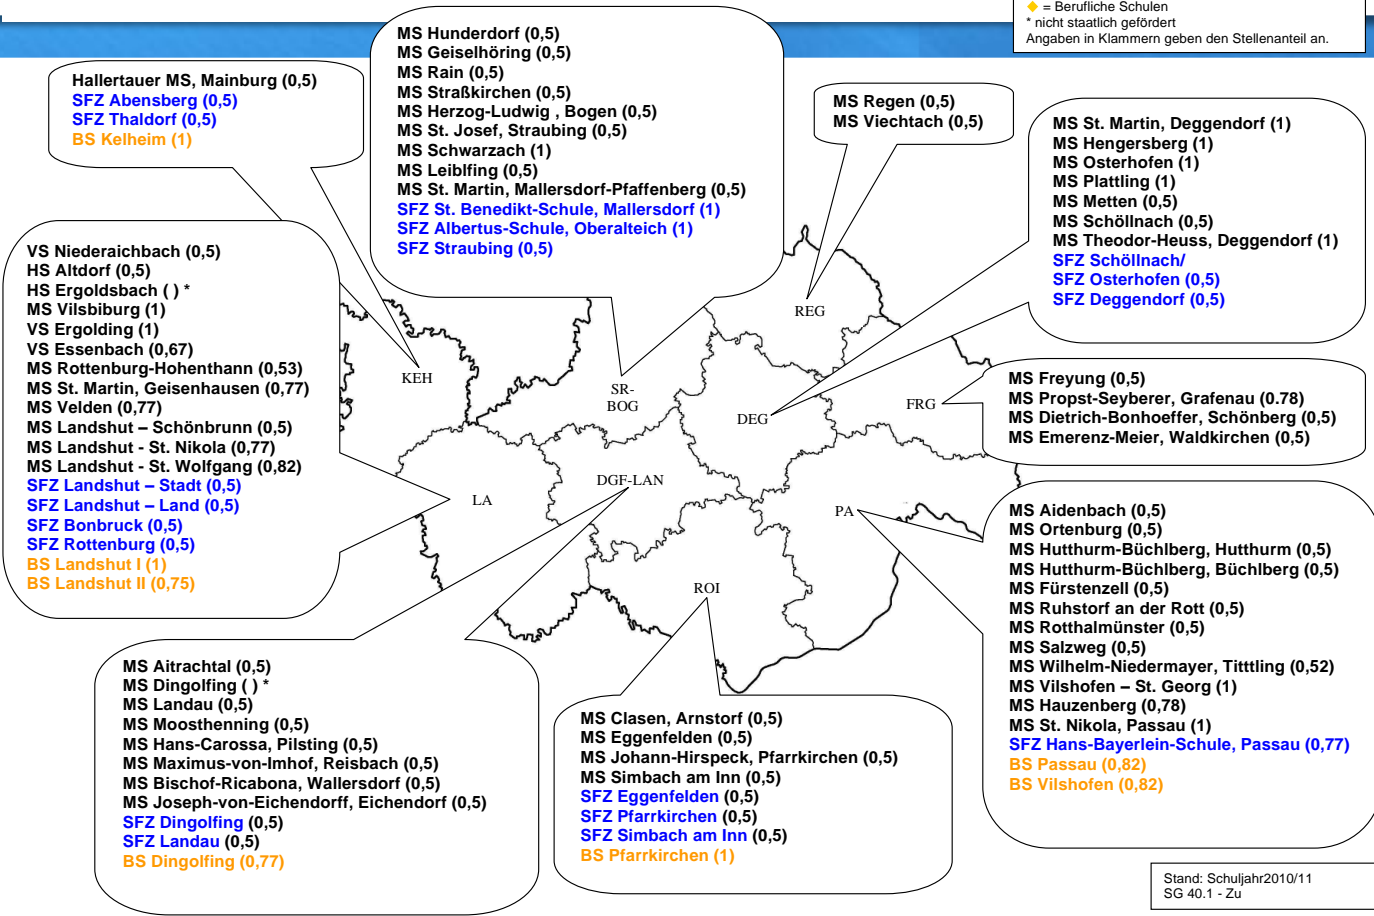 ◆ = Berufliche Schulen
* nicht staatlich gefördert
Angaben in Klammern geben den Stellenanteil an.
Hallertauer MS, Mainburg (0,5)
SFZ Abensberg (0,5)
SFZ Thaldorf (0,5)
BS Kelheim (1)
MS Hunderdorf (0,5)
MS Geiselhöring (0,5)
MS Rain (0,5)
MS Straßkirchen (0,5)
MS Herzog-Ludwig , Bogen (0,5)
MS St. Josef, Straubing (0,5)
MS Schwarzach (1)
MS Leiblfing (0,5)
MS St. Martin, Mallersdorf-Pfaffenberg (0,5)
SFZ St. Benedikt-Schule, Mallersdorf (1)
SFZ Albertus-Schule, Oberalteich (1)
SFZ Straubing (0,5)
MS Regen (0,5)
MS Viechtach (0,5)
MS St. Martin, Deggendorf (1)
MS Hengersberg (1)
MS Osterhofen (1)
MS Plattling (1)
MS Metten (0,5)
MS Schöllnach (0,5)
MS Theodor-Heuss, Deggendorf (1)
SFZ Schöllnach/
SFZ Osterhofen (0,5)
SFZ Deggendorf (0,5)
VS Niederaichbach (0,5)
HS Altdorf (0,5)
HS Ergoldsbach ( ) *
MS Vilsbiburg (1)
VS Ergolding (1)
VS Essenbach (0,67)
MS Rottenburg-Hohenthann (0,53)
MS St. Martin, Geisenhausen (0,77)
MS Velden (0,77)
MS Landshut – Schönbrunn (0,5)
MS Landshut - St. Nikola (0,77)
MS Landshut - St. Wolfgang (0,82)
SFZ Landshut – Stadt (0,5)
SFZ Landshut – Land (0,5)
SFZ Bonbruck (0,5)
SFZ Rottenburg (0,5)
BS Landshut I (1)
BS Landshut II (0,75)
REG
KEH
SR-
BOG
DEG
FRG
LA
DGF-LAN
PA
ROI
MS Freyung (0,5)
MS Propst-Seyberer, Grafenau (0.78)
MS Dietrich-Bonhoeffer, Schönberg (0,5)
MS Emerenz-Meier, Waldkirchen (0,5)
MS Aidenbach (0,5)
MS Ortenburg (0,5)
MS Hutthurm-Büchlberg, Hutthurm (0,5)
MS Hutthurm-Büchlberg, Büchlberg (0,5)
MS Fürstenzell (0,5)
MS Ruhstorf an der Rott (0,5)
MS Rotthalmünster (0,5)
MS Salzweg (0,5)
MS Wilhelm-Niedermayer, Titttling (0,52)
MS Vilshofen – St. Georg (1)
MS Hauzenberg (0,78)
MS St. Nikola, Passau (1)
SFZ Hans-Bayerlein-Schule, Passau (0,77)
BS Passau (0,82)
BS Vilshofen (0,82)
MS Aitrachtal (0,5)
MS Dingolfing ( ) *
MS Landau (0,5)
MS Moosthenning (0,5)
MS Hans-Carossa, Pilsting (0,5)
MS Maximus-von-Imhof, Reisbach (0,5)
MS Bischof-Ricabona, Wallersdorf (0,5)
MS Joseph-von-Eichendorff, Eichendorf (0,5)
SFZ Dingolfing (0,5)
SFZ Landau (0,5)
BS Dingolfing (0,77)
MS Clasen, Arnstorf (0,5)
MS Eggenfelden (0,5)
MS Johann-Hirspeck, Pfarrkirchen (0,5)
MS Simbach am Inn (0,5)
SFZ Eggenfelden (0,5)
SFZ Pfarrkirchen (0,5)
SFZ Simbach am Inn (0,5)
BS Pfarrkirchen (1)
Stand: Schuljahr2010/11
SG 40.1 - Zu